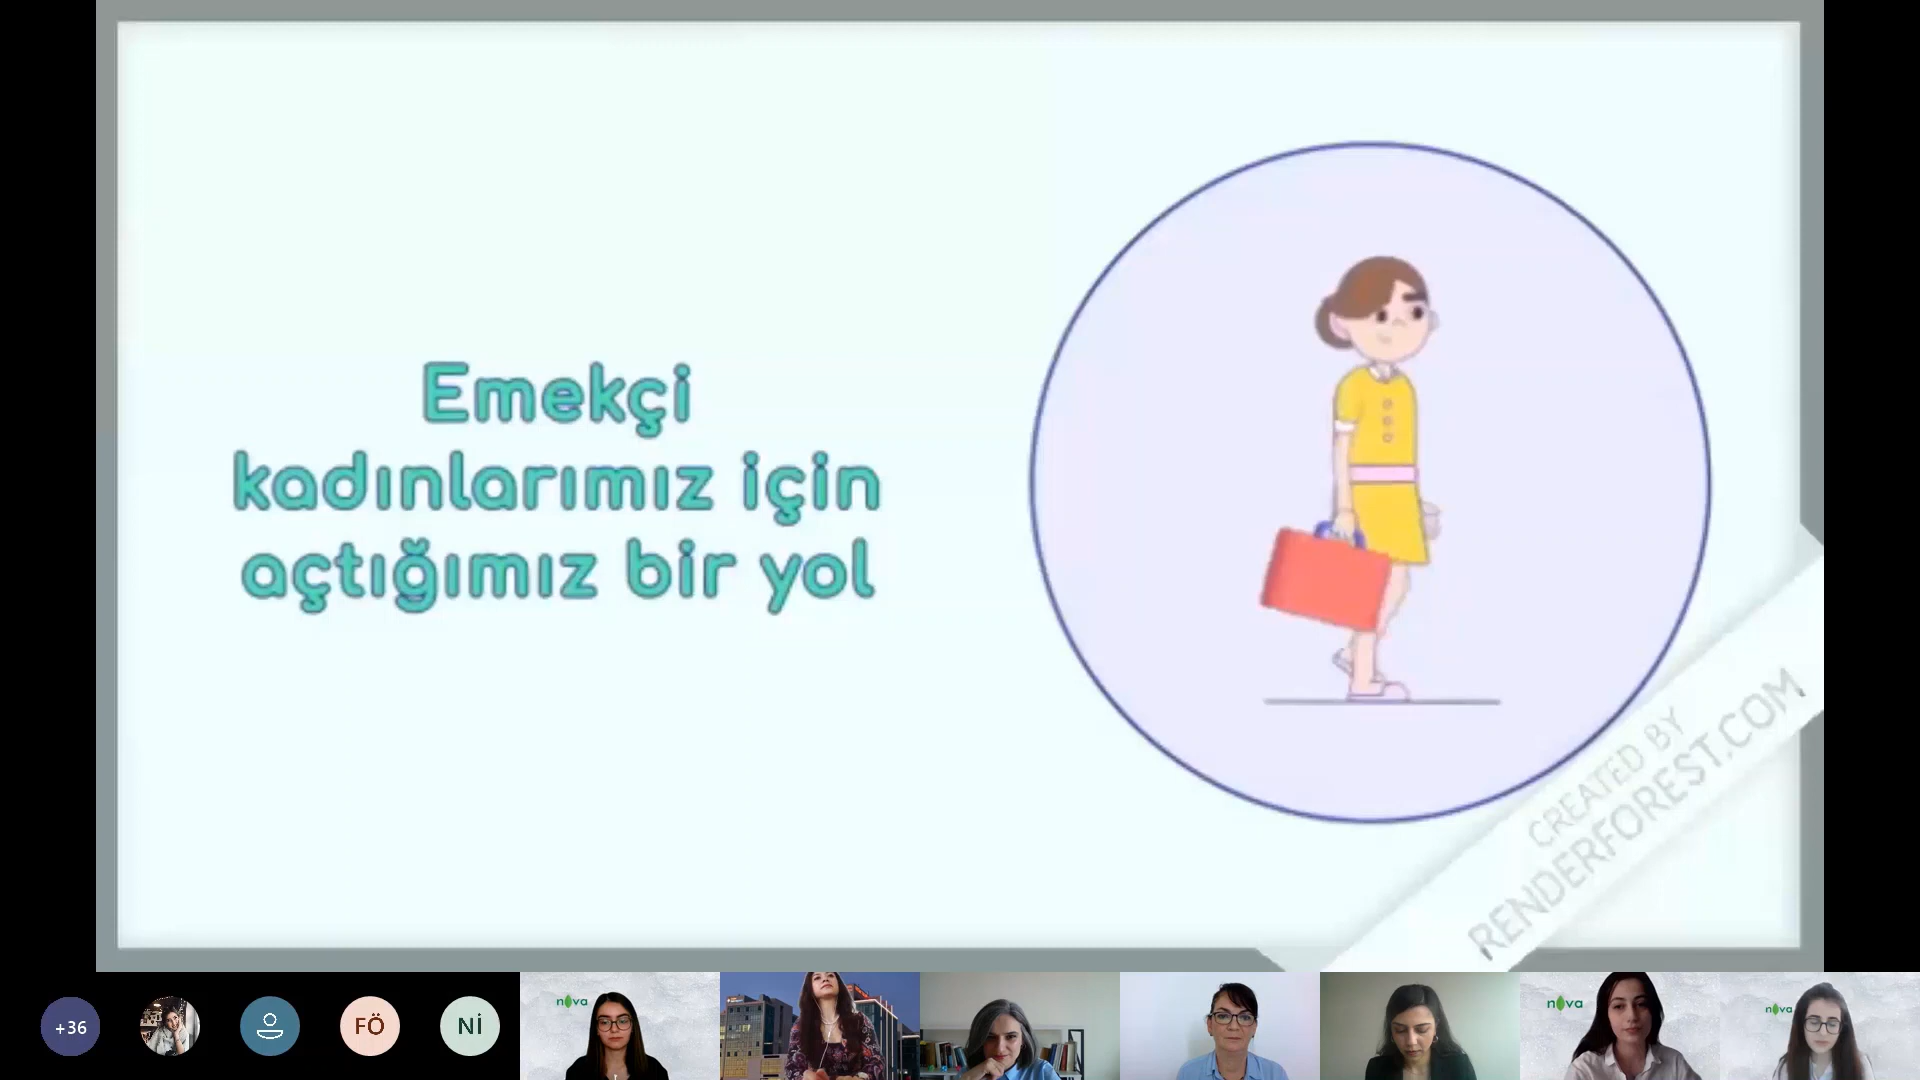 Emekçi
kadınlarımız için
açtığımız bir yol
CREATED BY
RENDERFOREST.COM
+36
FÖ
Nİ
nova
nova
nova